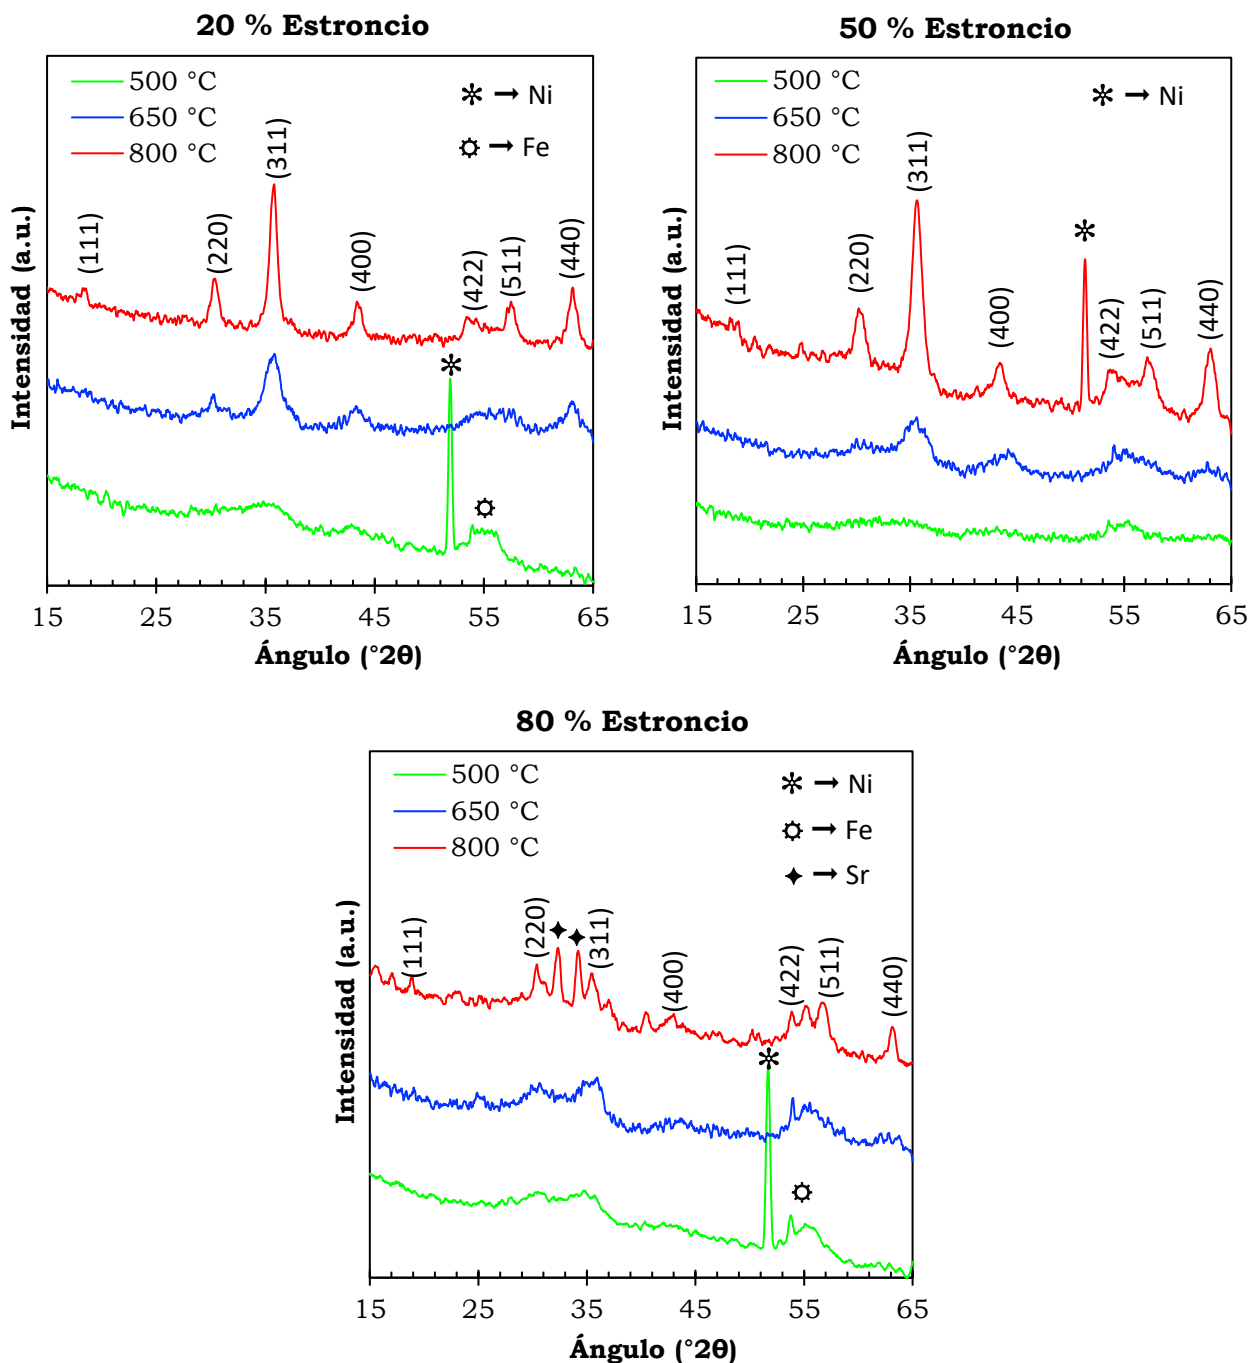 20 % Estroncio
500 °C
650 °C
800 °C
→ Ni
→ Fe
(111)
(220)
(311)
(400)
(422)
(511)
(440)
Intensidad (a.u.)
15 25 35 45 55 65
Ángulo (°2θ)
50 % Estroncio
500 °C
650 °C
800 °C
→ Ni
(111)
(220)
(311)
(400)
(422)
(511)
(440)
Intensidad (a.u.)
15 25 35 45 55 65
Ángulo (°2θ)
80 % Estroncio
500 °C
650 °C
800 °C
→ Ni
→ Fe
→ Sr
(111)
(220)
(311)
(400)
(422)
(511)
(440)
Intensidad (a.u.)
15 25 35 45 55 65
Ángulo (°2θ)